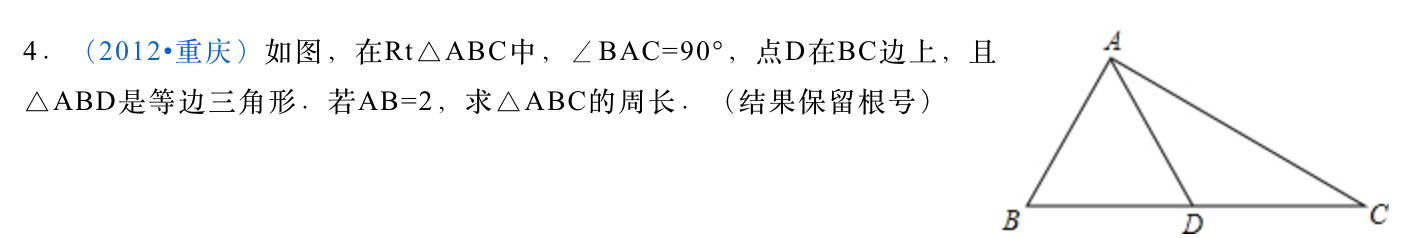 4．（2012•重庆）如图，在Rt△ABC中，∠BAC=90°，点D在BC边上，且
△ABD是等边三角形．若AB=2，求△ABC的周长．（结果保留根号）
A
B
D
C